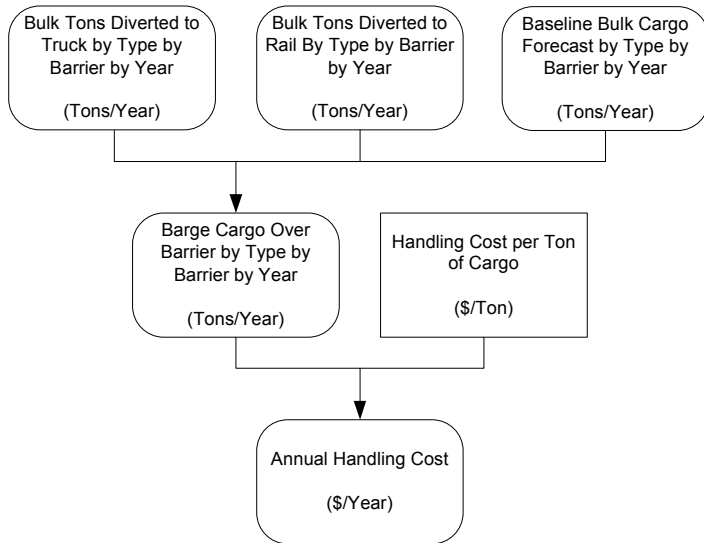 Bulk Tons Diverted to
Truck by Type by
Barrier by Year
(Tons/Year)
Bulk Tons Diverted to
Rail By Type by Barrier
by Year
(Tons/Year)
Baseline Bulk Cargo
Forecast by Type by
Barrier by Year
(Tons/Year)
Barge Cargo Over
Barrier by Type by
Barrier by Year
(Tons/Year)
Handling Cost per Ton
of Cargo
($/Ton)
Annual Handling Cost
($/Year)